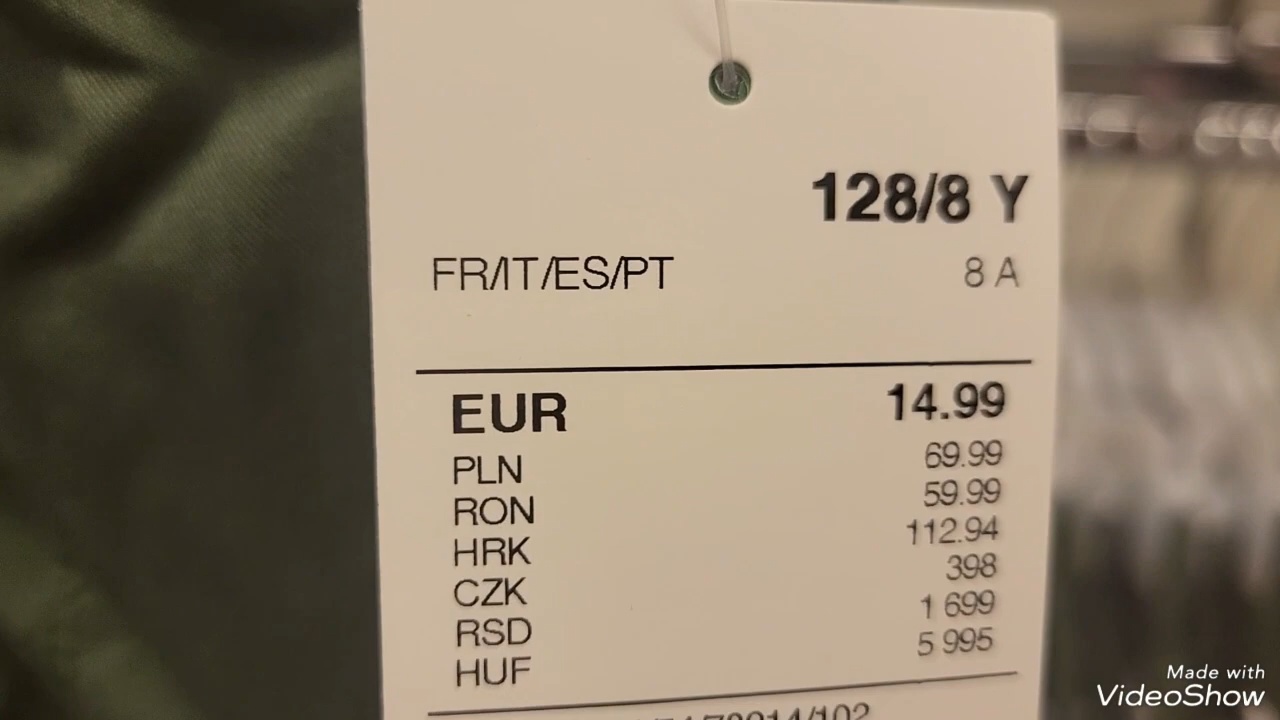 128/8 Y
FR/IT/ES/PT 8 A
EUR 14.99
PLN 69.99
RON 59.99
HRK 112.94
CZK 398
RSD 1 699
HUF 5 995
Made with
VideoShow